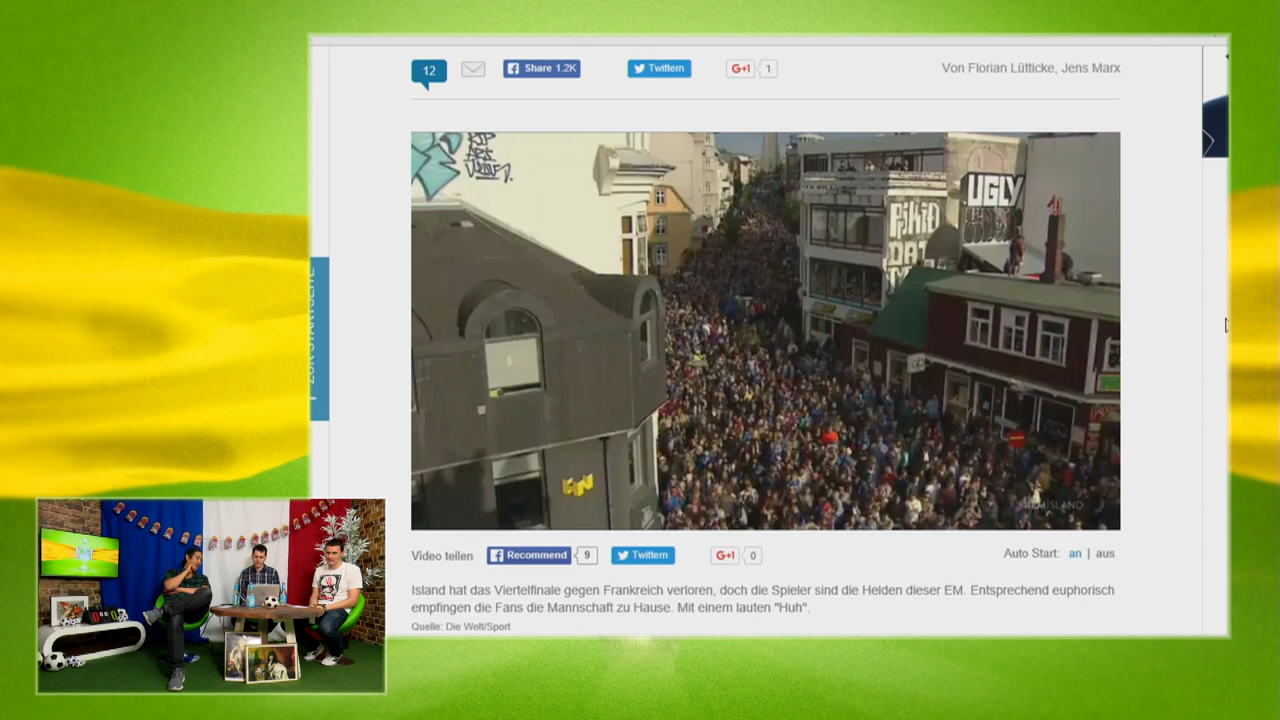 12
Share 1.2K
Twittern
G+1
1
Von Florian Lütticke, Jens Marx
UGLY
ZUR STARTSEITE
Video teilen
Recommend
9
Twittern
G+1
0
Auto Start: an | aus
Island hat das Viertelfinale gegen Frankreich verloren, doch die Spieler sind die Helden dieser EM. Entsprechend euphorisch
empfingen die Fans die Mannschaft zu Hause. Mit einem lauten "Huh".
Quelle: Die Welt/Sport